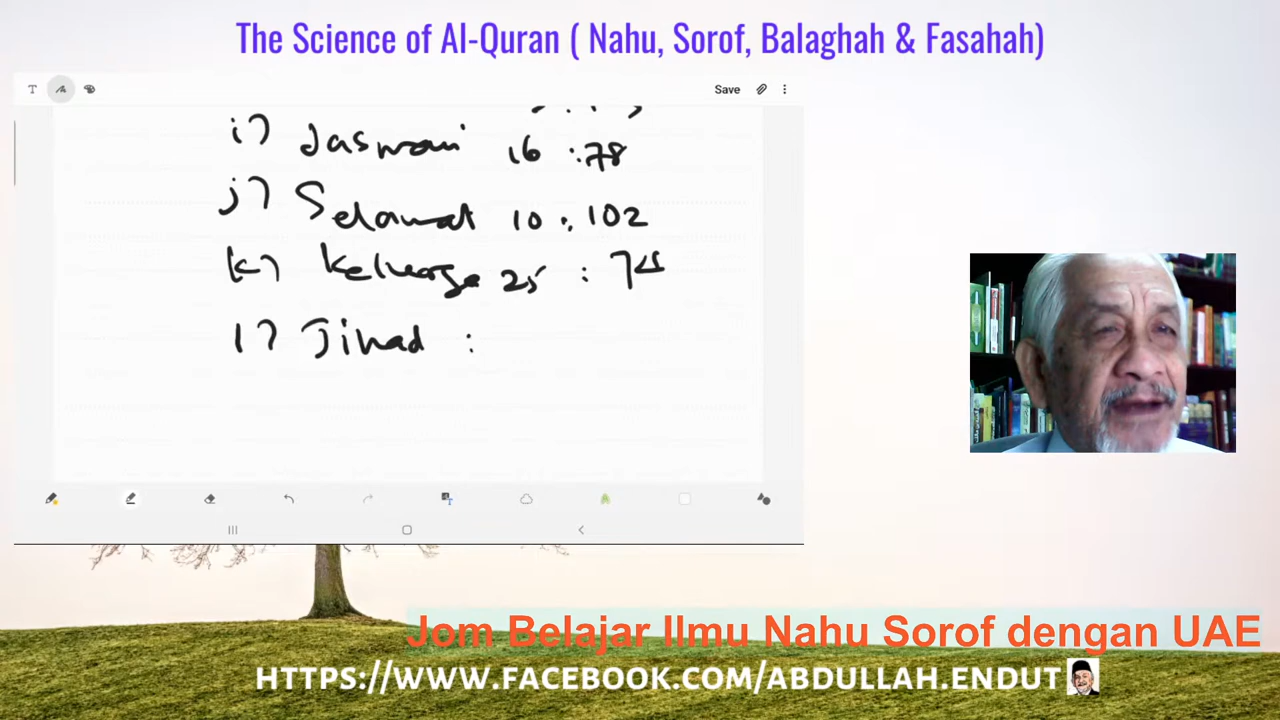 The Science of Al-Quran ( Nahu, Sorof, Balaghah & Fasahah)
T
Save
i) Jasmani 16 : 78
j) Selawat 10 : 102
k) Keluarga 25 : 74
l) Jihad :
T
Jom Belajar Ilmu Nahu Sorof dengan UAE
HTTPS://WWW.FACEBOOK.COM/ABDULLAH.ENDUT